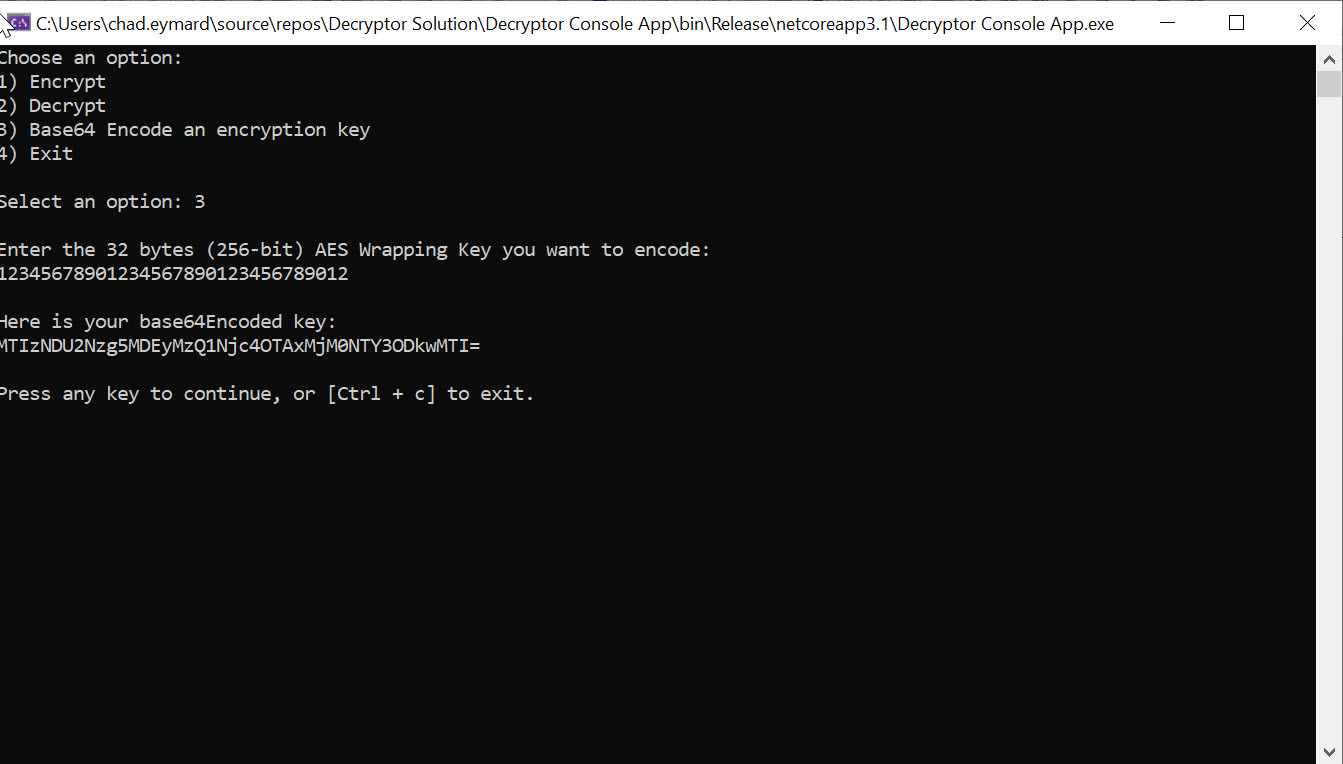 C:\Users\chad.eymard\source\repos\Decryptor Solution\Decryptor Console App\bin\Release\netcoreapp3.1\Decryptor Console App.exe
Choose an option:
1) Encrypt
2) Decrypt
3) Base64 Encode an encryption key
4) Exit
Select an option: 3
Enter the 32 bytes (256-bit) AES Wrapping Key you want to encode:
12345678901234567890123456789012
Here is your base64Encoded key:
MTIzNDU2Nzg5MDEyMzQ1Njc4OTAxMjM0NTY3ODkwMTI=
Press any key to continue, or [Ctrl + c] to exit.